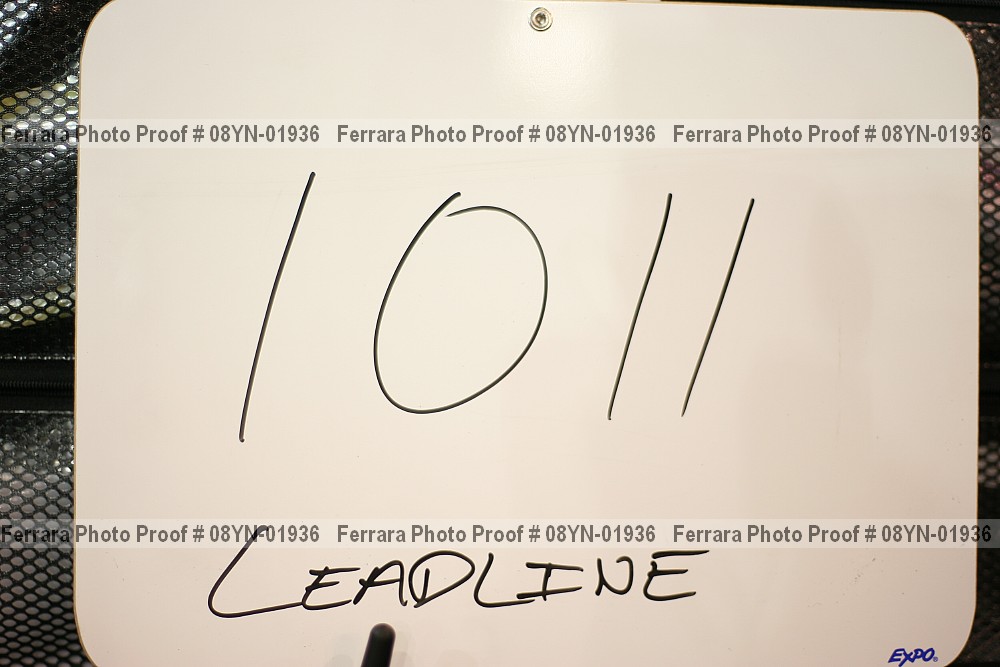 Ferrara Photo Proof # 08YN-01936 Ferrara Photo Proof # 08YN-01936 Ferrara Photo Proof # 08YN-01936
1011
Ferrara Photo Proof # 08YN-01936 Ferrara Photo Proof # 08YN-01936 Ferrara Photo Proof # 08YN-01936
LEADLINE
EXPO®